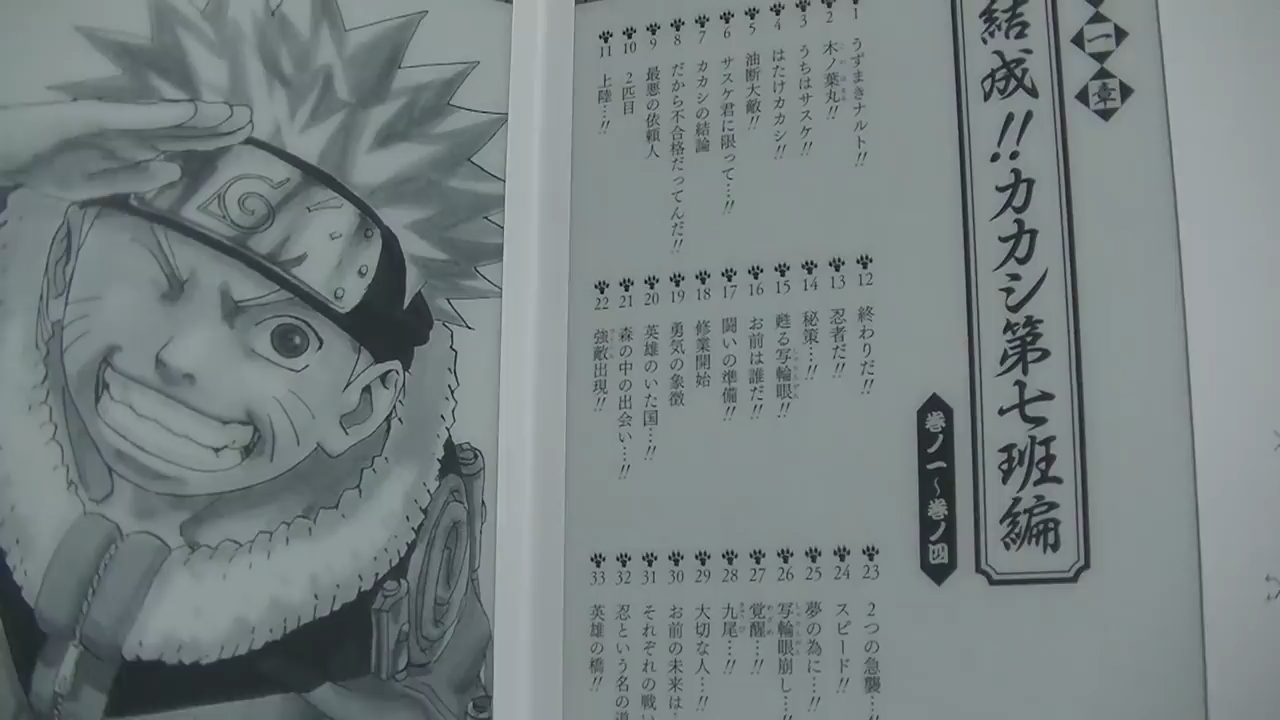 一章
結成!!カカシ第七班編
巻ノ一〜巻ノ四
1 うずまきナルト!!
2 木ノ葉丸!!
3 うちはサスケ!!
4 はたけカカシ!!
5 油断大敵!!
6 サスケ君に限って…!!
7 カカシの結論
8 だから不合格だってんだ!!
9 最悪の依頼人
10 2匹目
11 上陸…!!
12 終わりだ!!
13 忍者だ!!
14 秘策…!!
15 甦る写輪眼!!
16 お前は誰だ!!
17 闘いの準備!!
18 修業開始
19 勇気の象徴
20 英雄のいた国…!!
21 森の中の出会い…!!
22 強敵出現!!
23 2つの急襲…!!
24 スピード!!
25 夢の為に…!!
26 写輪眼崩し…!!
27 覚醒…!!
28 九尾…!!
29 大切な人…!!
30 お前の未来は…
31 それぞれの戦い
32 忍という名の道
33 英雄の橋!!